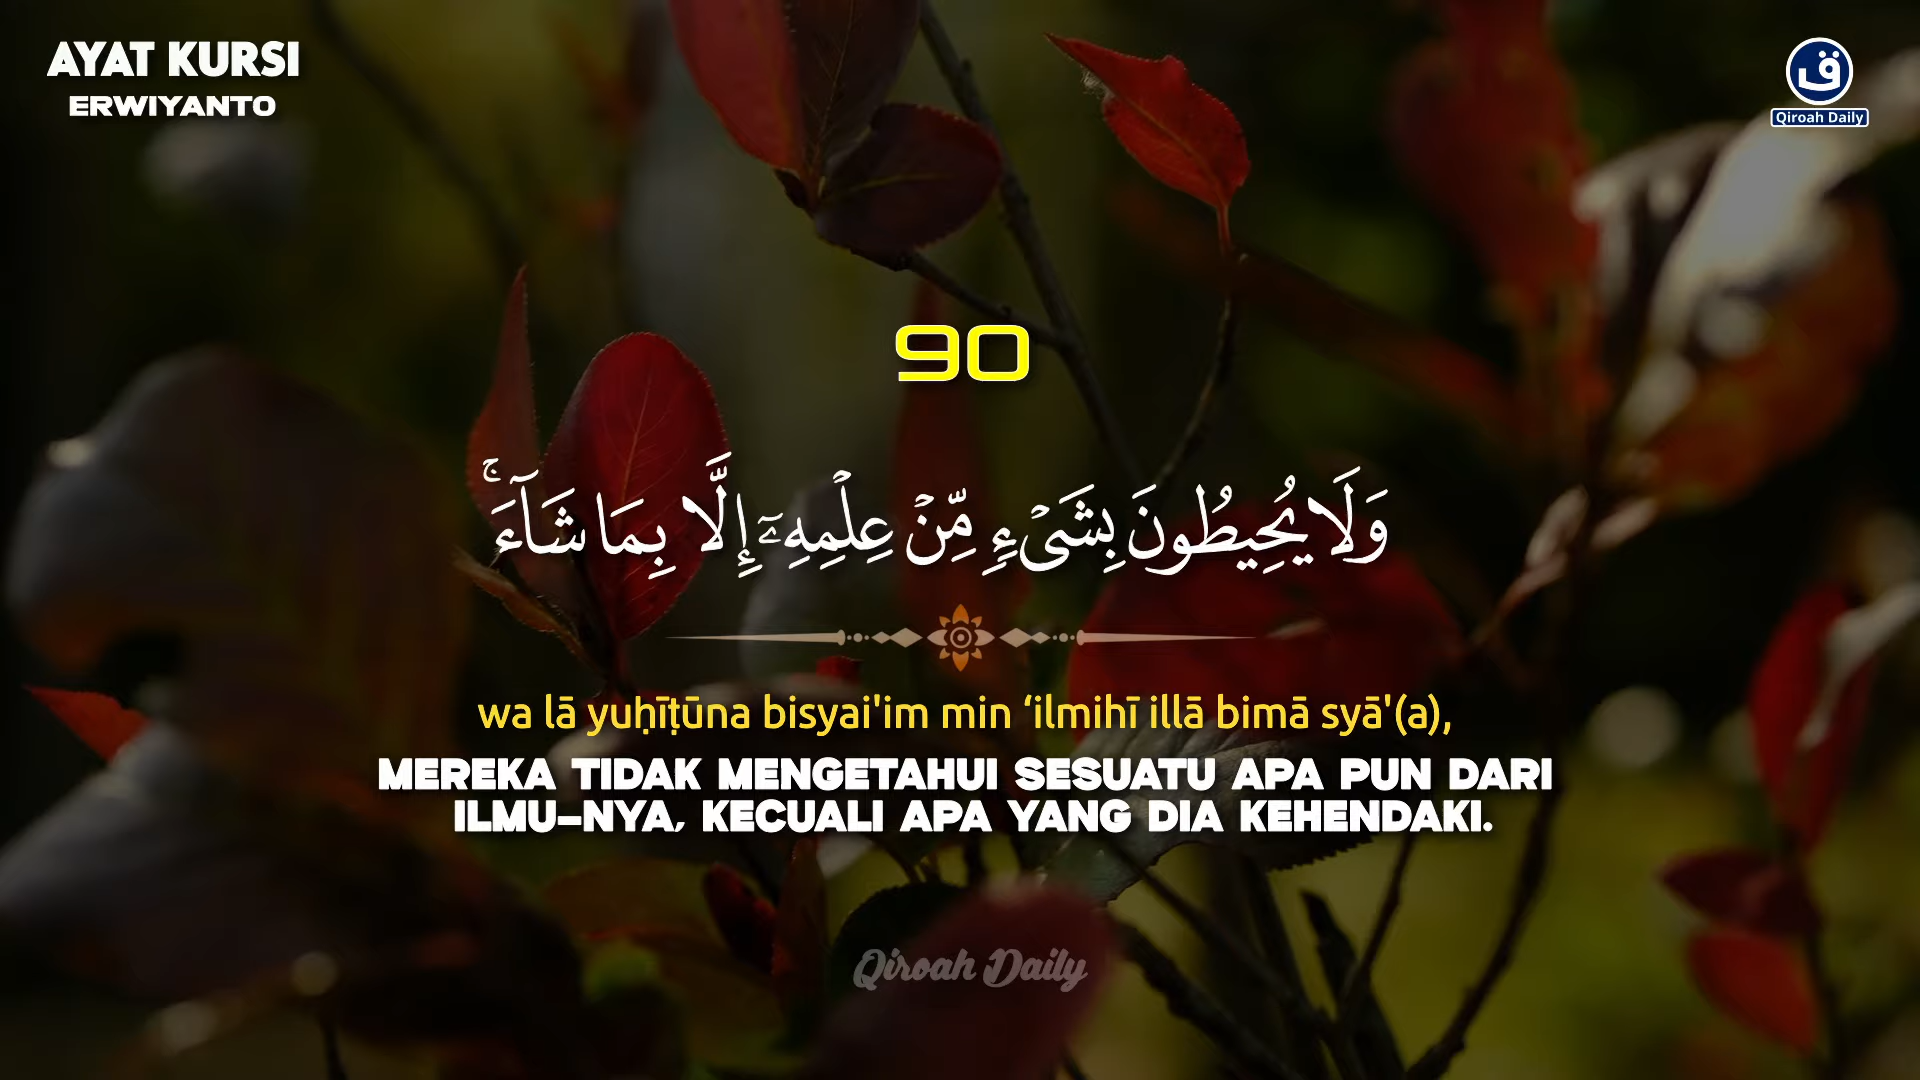 AYAT KURSI
ERWIYANTO
ق
Qiroah Daily
90
وَلَا يُحِيطُونَ بِشَىْءٍ مِّنْ عِلْمِهِۦٓ إِلَّا بِمَا شَآءَ ۚ
wa lā yuḥīṭūna bisyai'im min ‘ilmihī illā bimā syā'(a),
MEREKA TIDAK MENGETAHUI SESUATU APA PUN DARI
ILMU-NYA, KECUALI APA YANG DIA KEHENDAKI.
Qiroah Daily